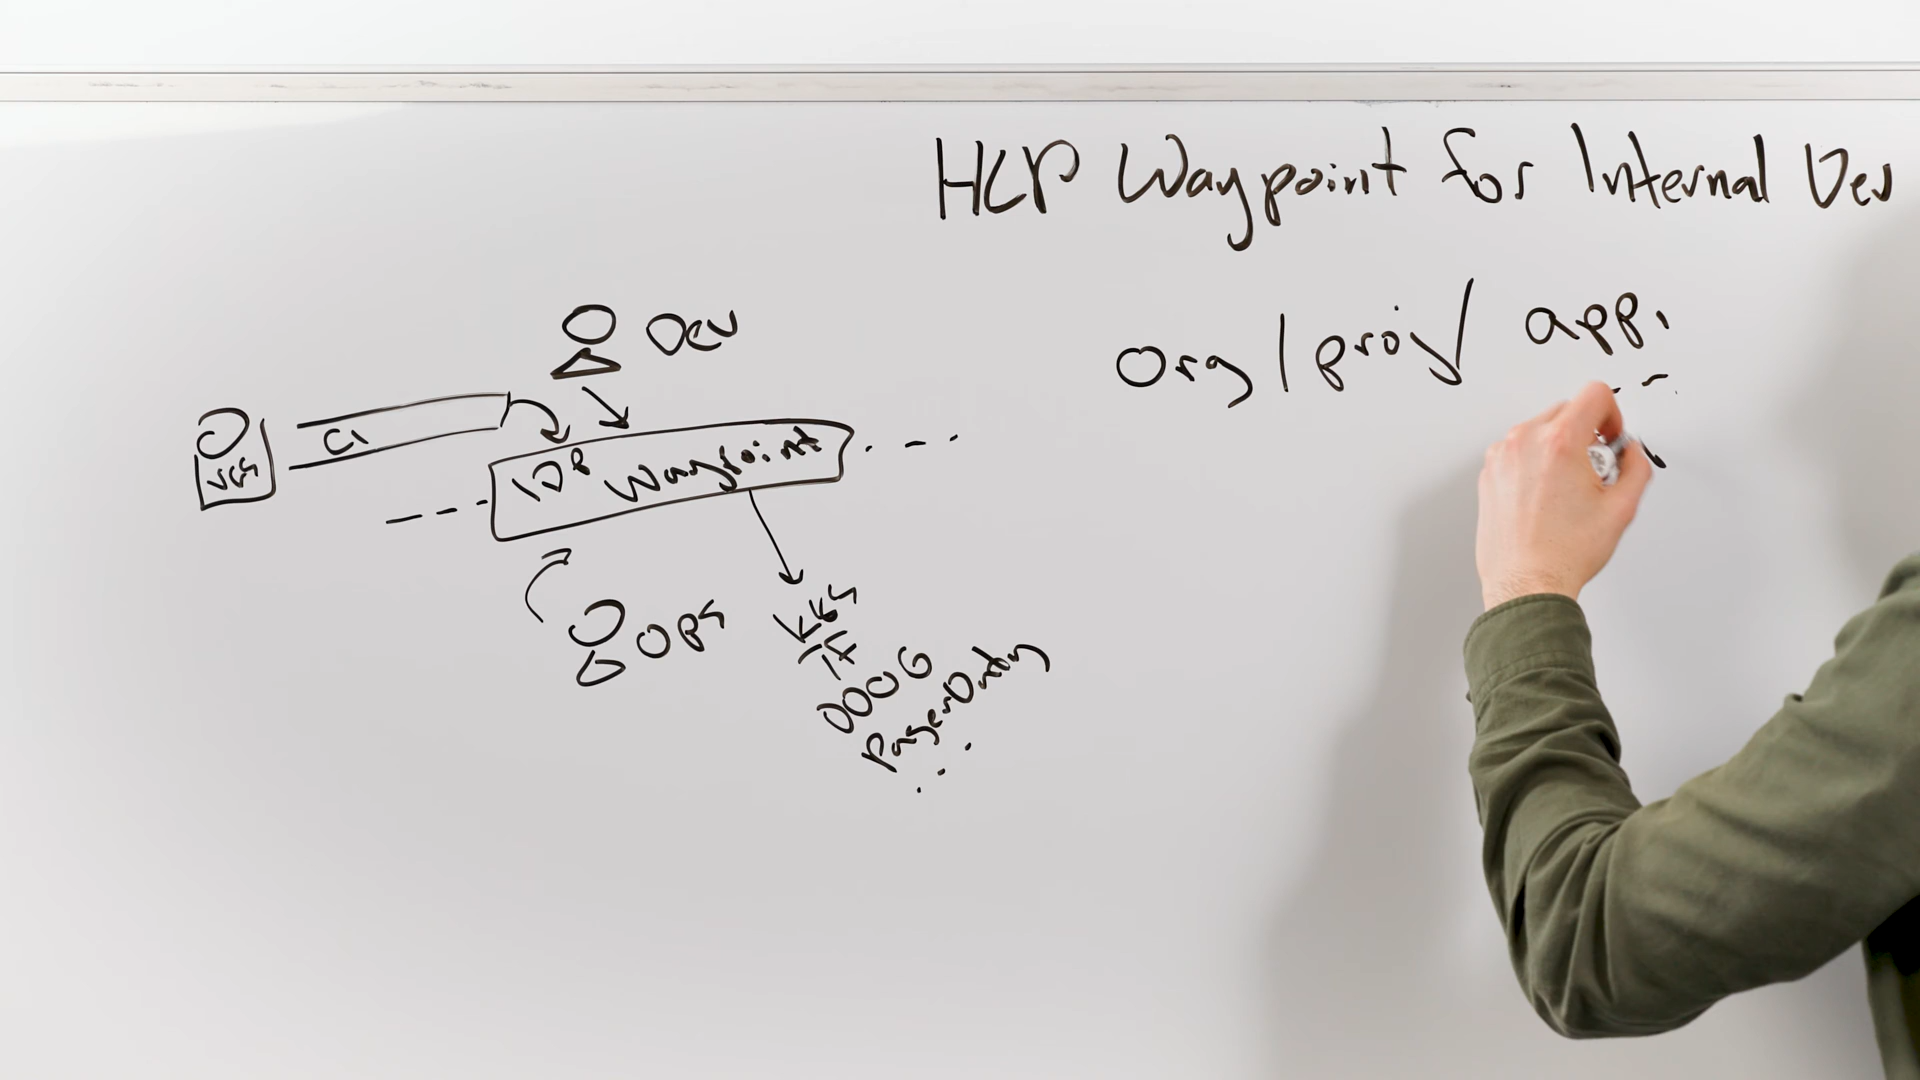 HCP Waypoint for Internal Dev
Org / proj / app.
Dev
VCS
CI
IDP Waypoint
Ops
K8s
TF
DDOG
PagerDuty